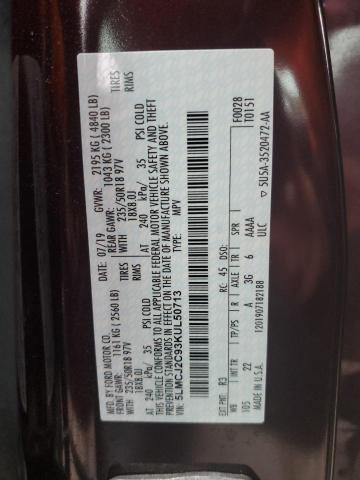 MFD. BY FORD MOTOR CO.
DATE: 07/19 GVWR: 2195 KG ( 4840 LB)
FRONT GAWR: 1161 KG ( 2560 LB) REAR GAWR: 1043 KG ( 2300 LB)
WITH 235/50R18 97V TIRES WITH 235/50R18 97V TIRES
18X8.0J RIMS 18X8.0J RIMS
AT 240 kPa/ 35 PSI COLD AT 240 kPa/ 35 PSI COLD
THIS VEHICLE CONFORMS TO ALL APPLICABLE FEDERAL MOTOR VEHICLE SAFETY AND THEFT
PREVENTION STANDARDS IN EFFECT ON THE DATE OF MANUFACTURE SHOWN ABOVE.
VIN: 5LMCJ2C93KUL50713
TYPE: MPV F0028
T0151
EXT PNT: R3 RC: 45 DSO:
WB INT TR TP/PS R AXLE TR SPR
105 22 A 3G 6 AAAA
1201907182188 ULC
MADE IN U.S.A.
5U5A-3520472-AA